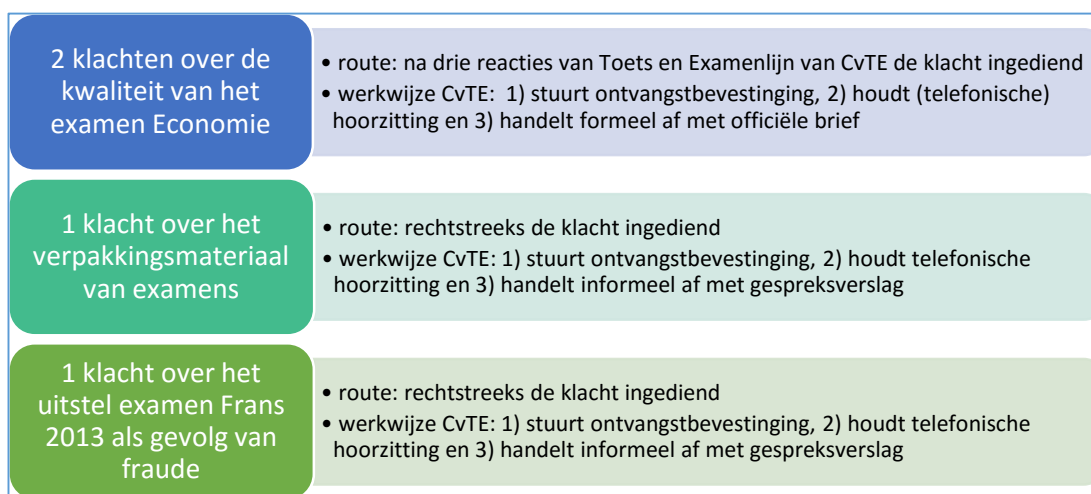 2 klachten over de
kwaliteit van het
examen Economie
• route: na drie reacties van Toets en Examenlijn van CvTE de klacht ingediend
• werkwijze CvTE: 1) stuurt ontvangstbevestinging, 2) houdt (telefonische)
hoorzitting en 3) handelt formeel af met officiële brief
1 klacht over het
verpakkingsmateriaal
van examens
• route: rechtstreeks de klacht ingediend
• werkwijze CvTE: 1) stuurt ontvangstbevestinging, 2) houdt telefonische
hoorzitting en 3) handelt informeel af met gespreksverslag
1 klacht over het
uitstel examen Frans
2013 als gevolg van
fraude
• route: rechtstreeks de klacht ingediend
• werkwijze CvTE: 1) stuurt ontvangstbevestinging, 2) houdt telefonische
hoorzitting en 3) handelt informeel af met gespreksverslag